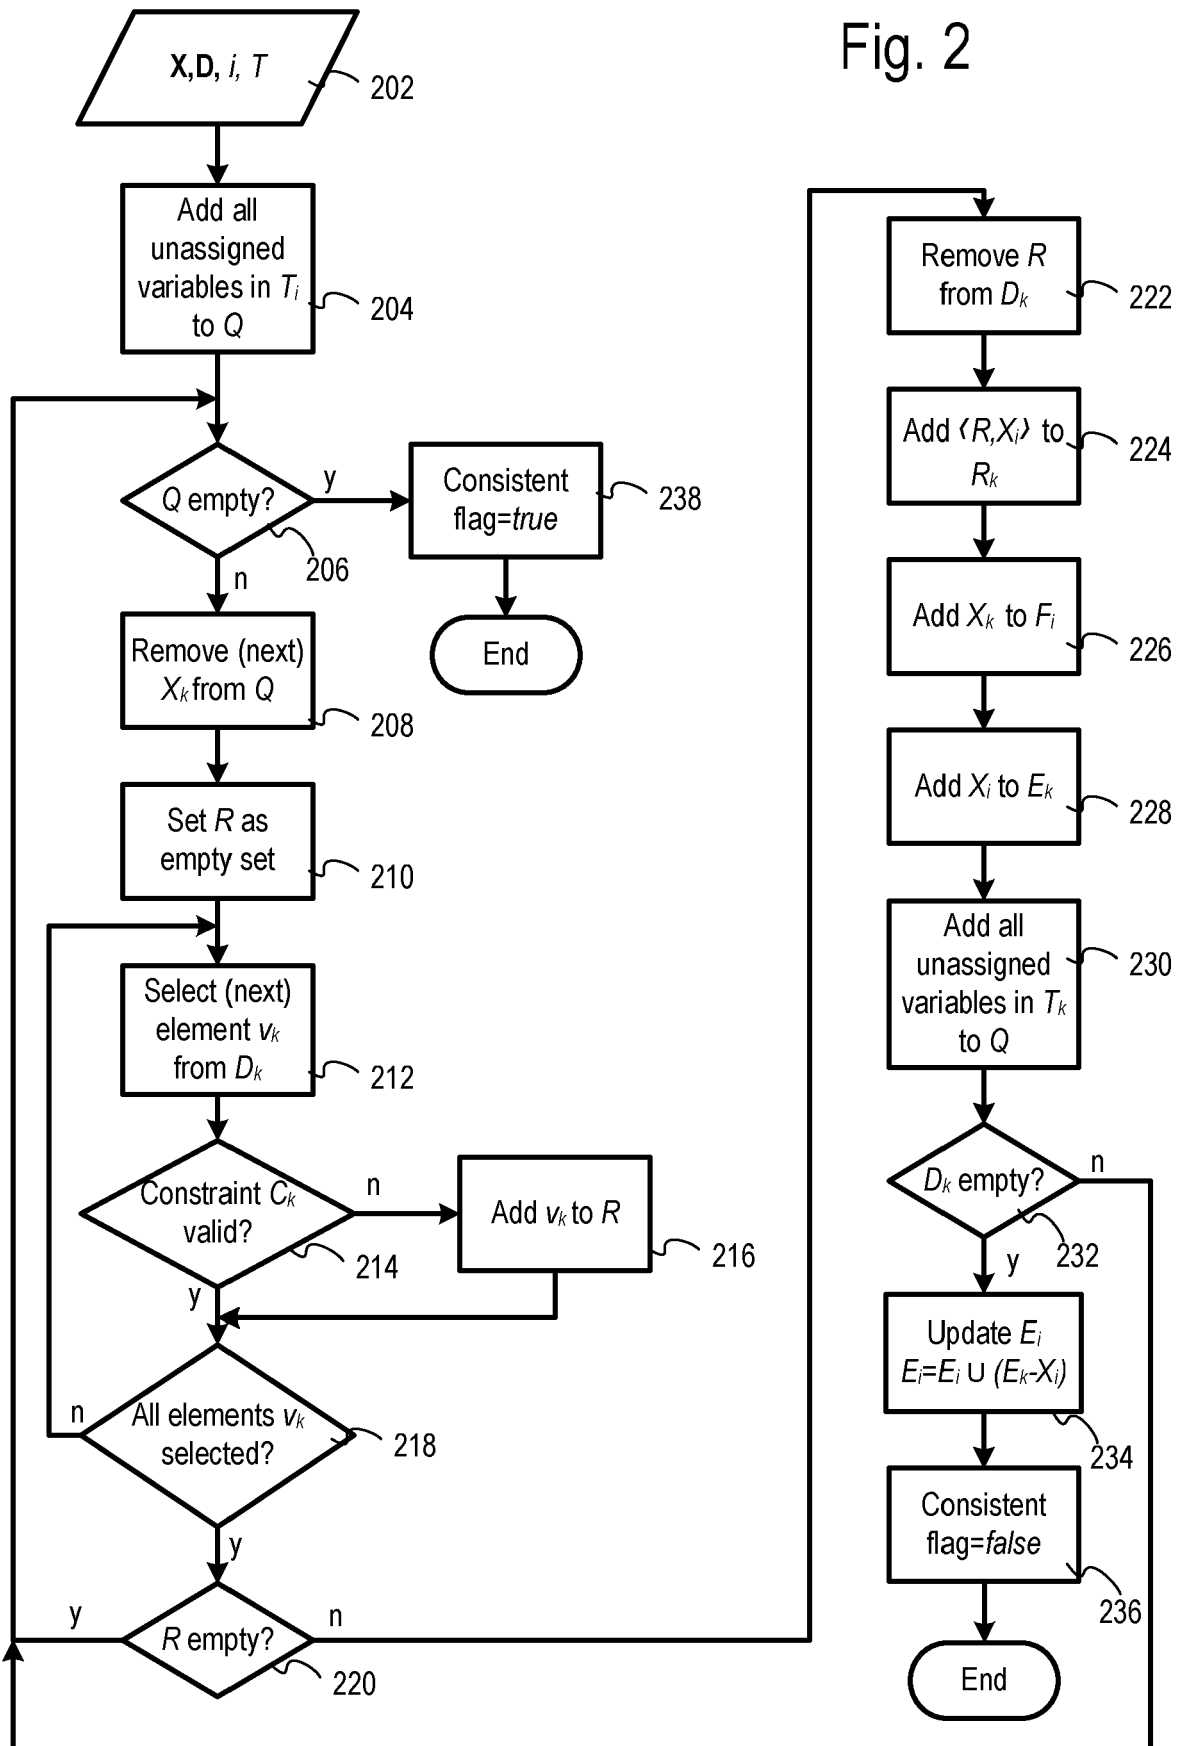 Fig. 2
X,D, i, T
202
Add all
unassigned
variables in Ti
to Q
204
Q empty?
206
y
n
Consistent
flag=true
238
End
Remove (next)
Xk from Q
208
Set R as
empty set
210
Select (next)
element vk
from Dk
212
Constraint Ck
valid?
214
n
y
Add vk to R
216
All elements vk
selected?
218
n
y
R empty?
220
y
n
Remove R
from Dk
222
Add ⟨R,Xi⟩ to
Rk
224
Add Xk to Fi
226
Add Xi to Ek
228
Add all
unassigned
variables in Tk
to Q
230
Dk empty?
232
n
y
Update Ei
Ei=Ei ∪ (Ek-Xi)
234
Consistent
flag=false
236
End